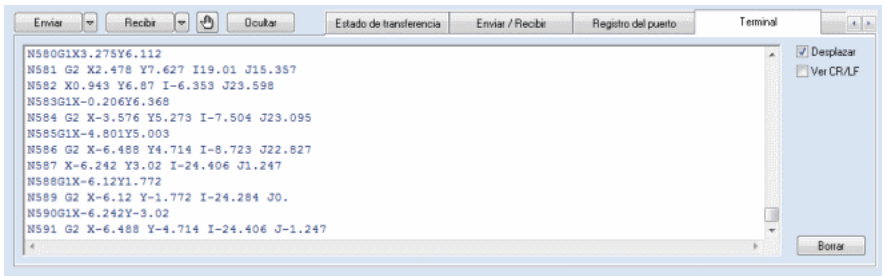 Enviar Recibir Ocultar Estado de transferencia Enviar / Recibir Registro del puerto Terminal
N580G1X3.275Y6.112
N581 G2 X2.478 Y7.627 I19.01 J15.357
N582 X0.943 Y6.87 I-6.353 J23.598
N583G1X-0.206Y6.368
N584 G2 X-3.576 Y5.273 I-7.504 J23.095
N585G1X-4.801Y5.003
N586 G2 X-6.488 Y4.714 I-8.723 J22.827
N587 X-6.242 Y3.02 I-24.406 J1.247
N588G1X-6.12Y1.772
N589 G2 X-6.12 Y-1.772 I-24.284 J0.
N590G1X-6.242Y-3.02
N591 G2 X-6.488 Y-4.714 I-24.406 J-1.247
Desplazar
Ver CR/LF
Borrar